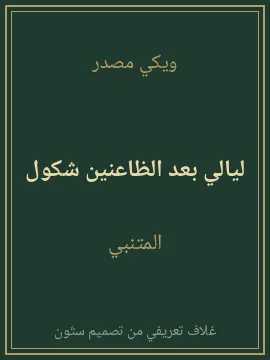 ويكي مصدر
ليالي بعد الظاعنين شكول
المتنبي
غلاف تعريفي من تصميم سثون